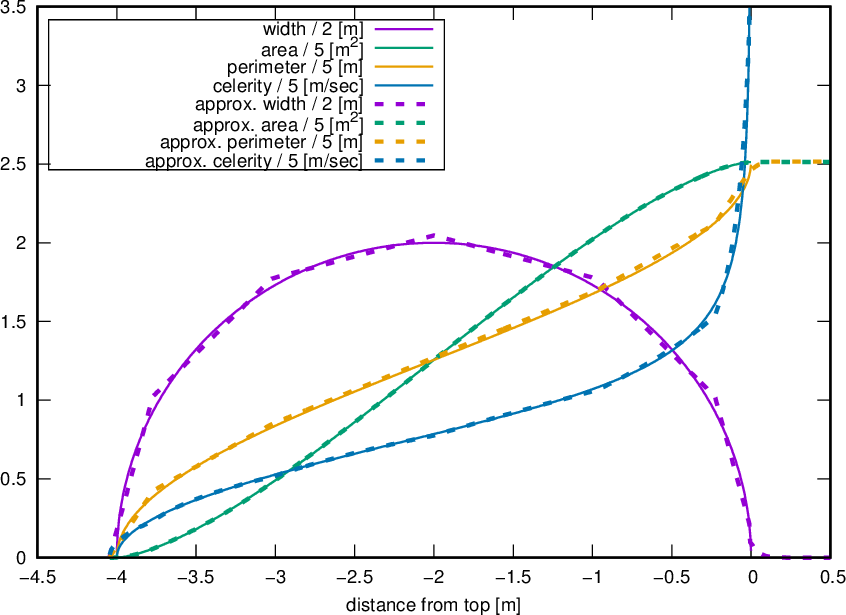 3.5
3
2.5
2
1.5
1
0.5
0
width / 2 [m]
area / 5 [m²]
perimeter / 5 [m]
celerity / 5 [m/sec]
approx. width / 2 [m]
approx. area / 5 [m²]
approx. perimeter / 5 [m]
approx. celerity / 5 [m/sec]
−4.5 −4 −3.5 −3 −2.5 −2 −1.5 −1 −0.5 0 0.5
distance from top [m]